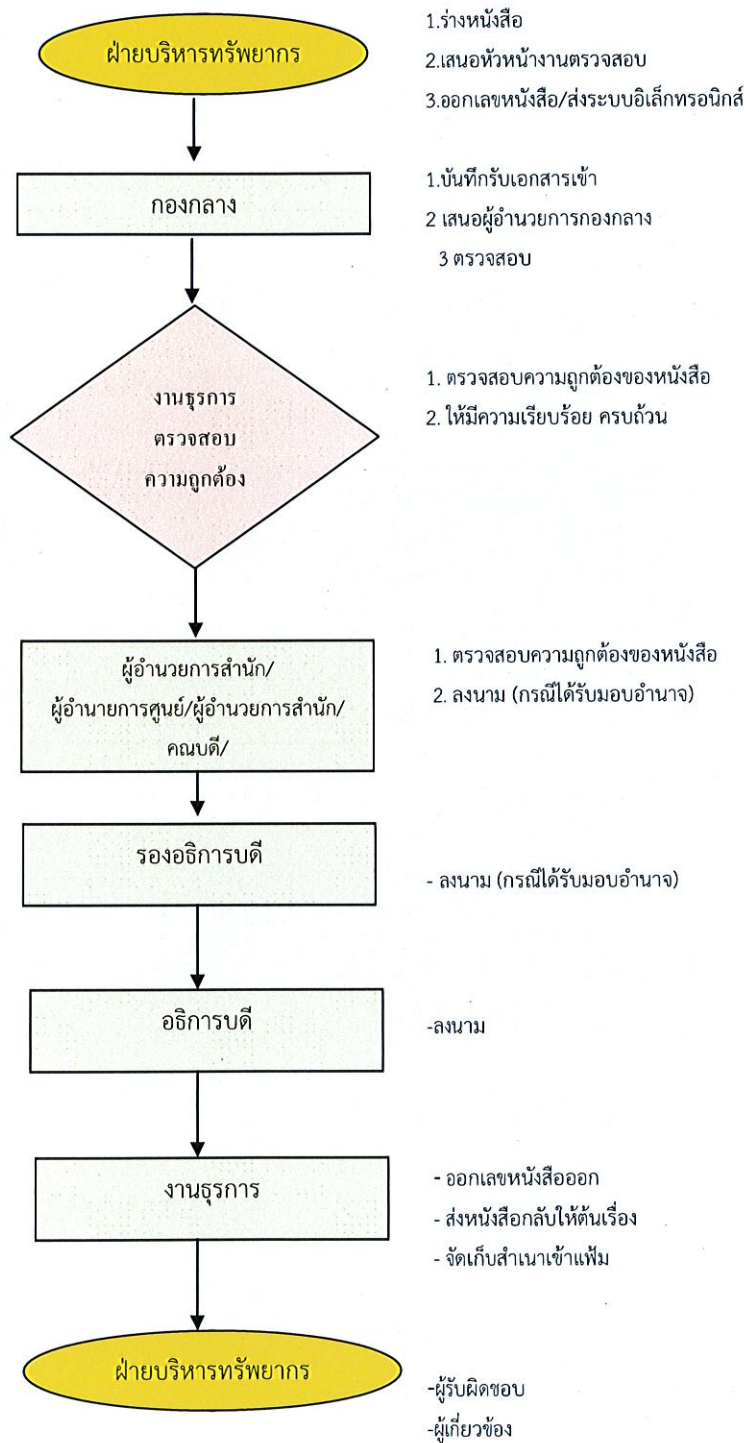 ฝ่ายบริหารทรัพยากร
1.ร่างหนังสือ
2.เสนอหัวหน้างานตรวจสอบ
3.ออกเลขหนังสือ/ส่งระบบอิเล็กทรอนิกส์
กองกลาง
1.บันทึกรับเอกสารเข้า
2 เสนอผู้อำนวยการกองกลาง
3 ตรวจสอบ
งานธุรการ
ตรวจสอบ
ความถูกต้อง
1. ตรวจสอบความถูกต้องของหนังสือ
2. ให้มีความเรียบร้อย ครบถ้วน
ผู้อำนวยการสำนัก/
ผู้อำนายการศูนย์/ผู้อำนวยการสำนัก/
คณบดี/
1. ตรวจสอบความถูกต้องของหนังสือ
2. ลงนาม (กรณีได้รับมอบอำนาจ)
รองอธิการบดี
- ลงนาม (กรณีได้รับมอบอำนาจ)
อธิการบดี
-ลงนาม
งานธุรการ
- ออกเลขหนังสือออก
- ส่งหนังสือกลับให้ต้นเรื่อง
- จัดเก็บสำเนาเข้าแฟ้ม
ฝ่ายบริหารทรัพยากร
-ผู้รับผิดชอบ
-ผู้เกี่ยวข้อง